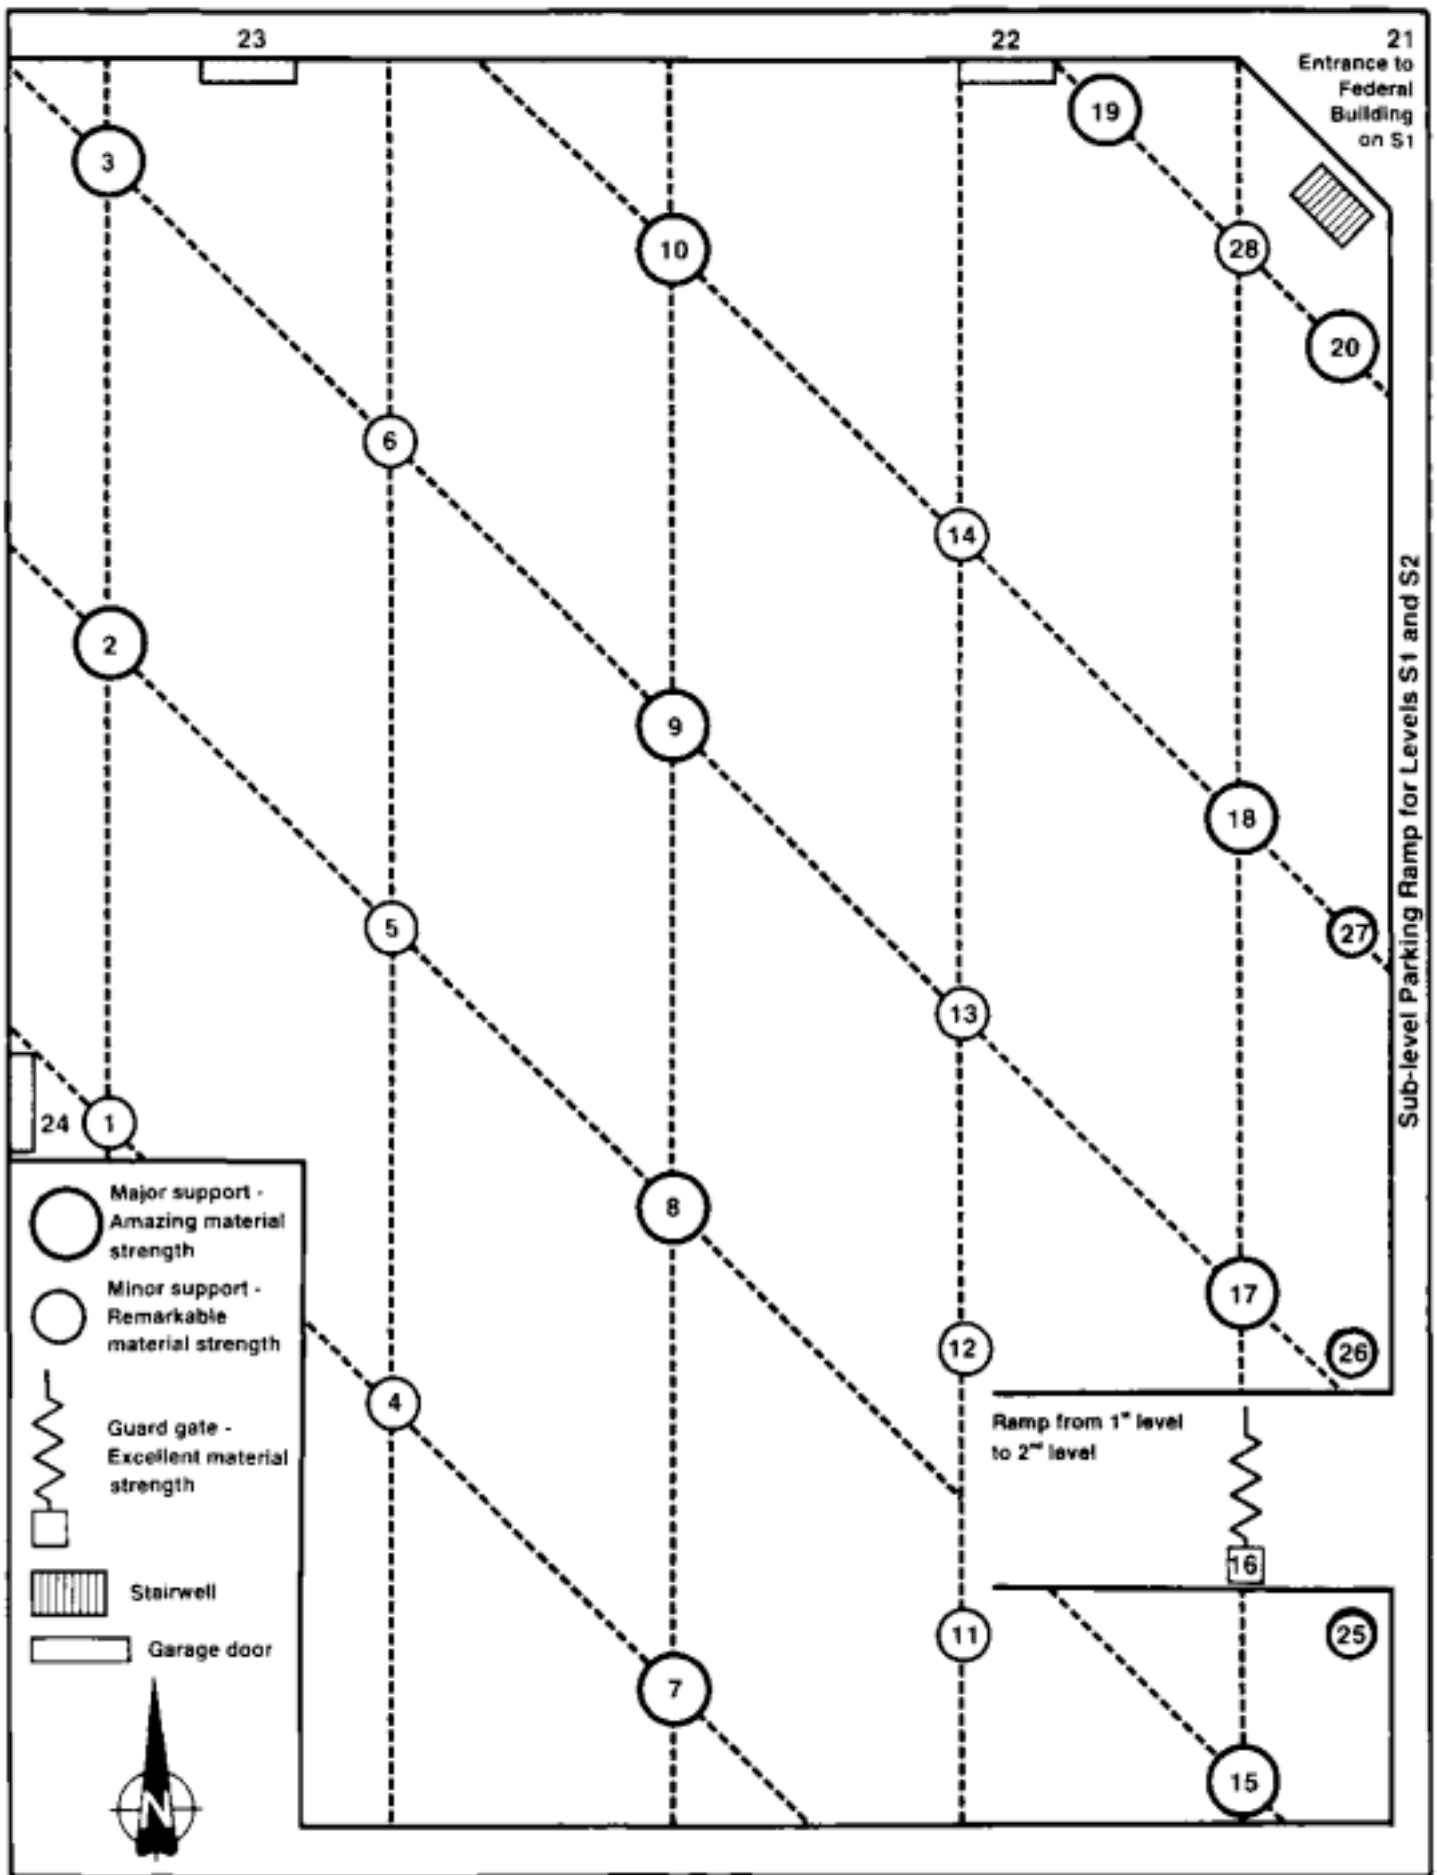 23
22
21
Entrance to
Federal
Building
on S1
19
3
10
28
20
6
14
2
9
18
5
27
13
Sub-level Parking Ramp for Levels S1 and S2
24
1
8
17
12
26
4
16
11
25
7
15
Major support -
Amazing material
strength
Minor support -
Remarkable
material strength
Guard gate -
Excellent material
strength
Stairwell
Garage door
N
Ramp from 1st level
to 2nd level